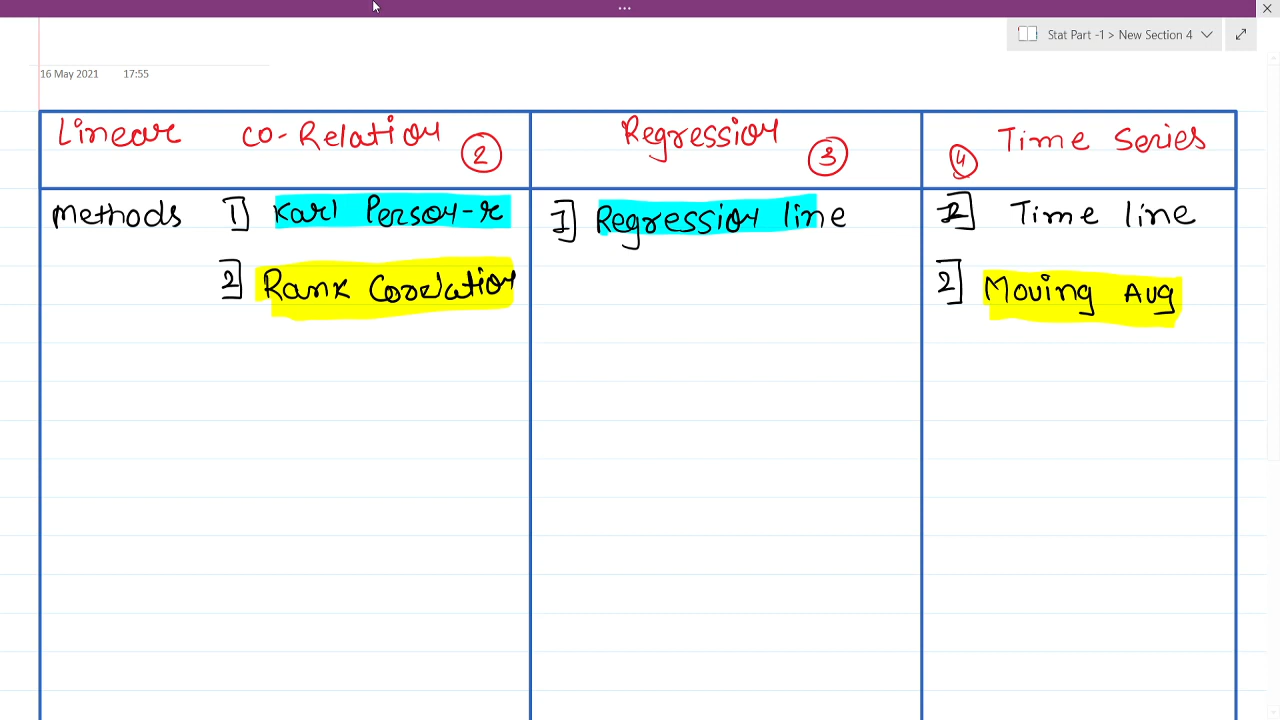 Stat Part -1 > New Section 4
16 May 2021 17:55
Linear Co-Relation 2
Regression 3
4 Time Series
Methods 1] Karl Person-r
1] Regression line
1] Time line
2] Rank Correlation
2] Moving Avg